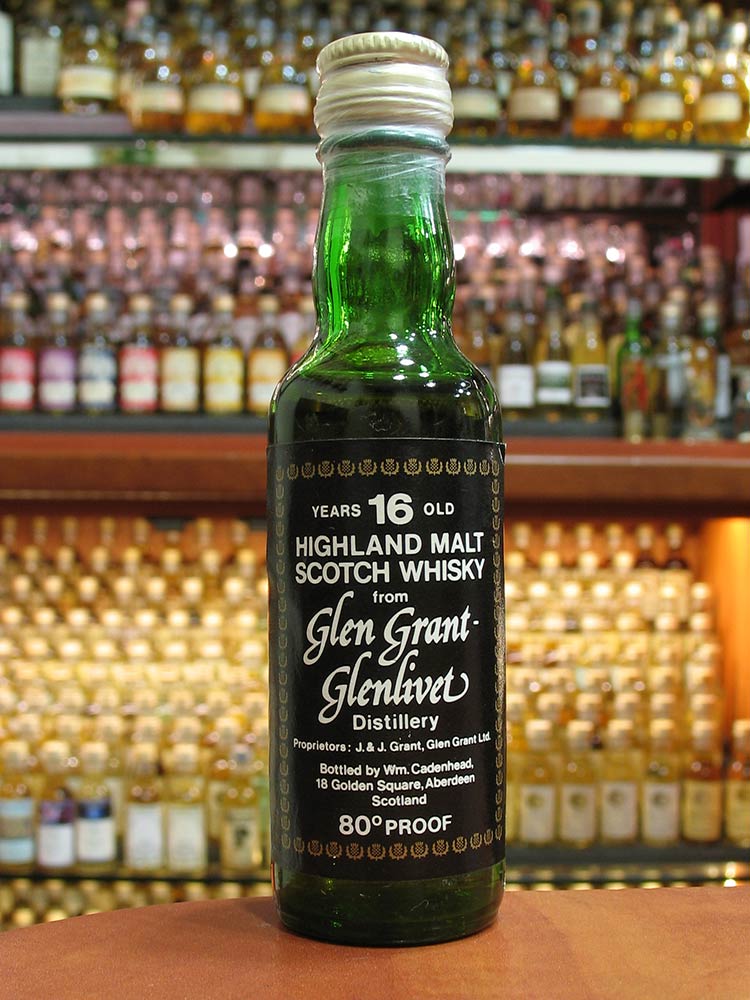 YEARS 16 OLD
HIGHLAND MALT
SCOTCH WHISKY
from
Glen Grant-
Glenlivet
Distillery
Proprietors: J. & J. Grant, Glen Grant Ltd.
Bottled by Wm. Cadenhead,
18 Golden Square, Aberdeen
Scotland
80° PROOF